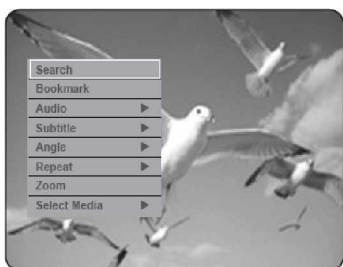 Search
Bookmark
Audio ▶
Subtitle ▶
Angle ▶
Repeat ▶
Zoom
Select Media ▶